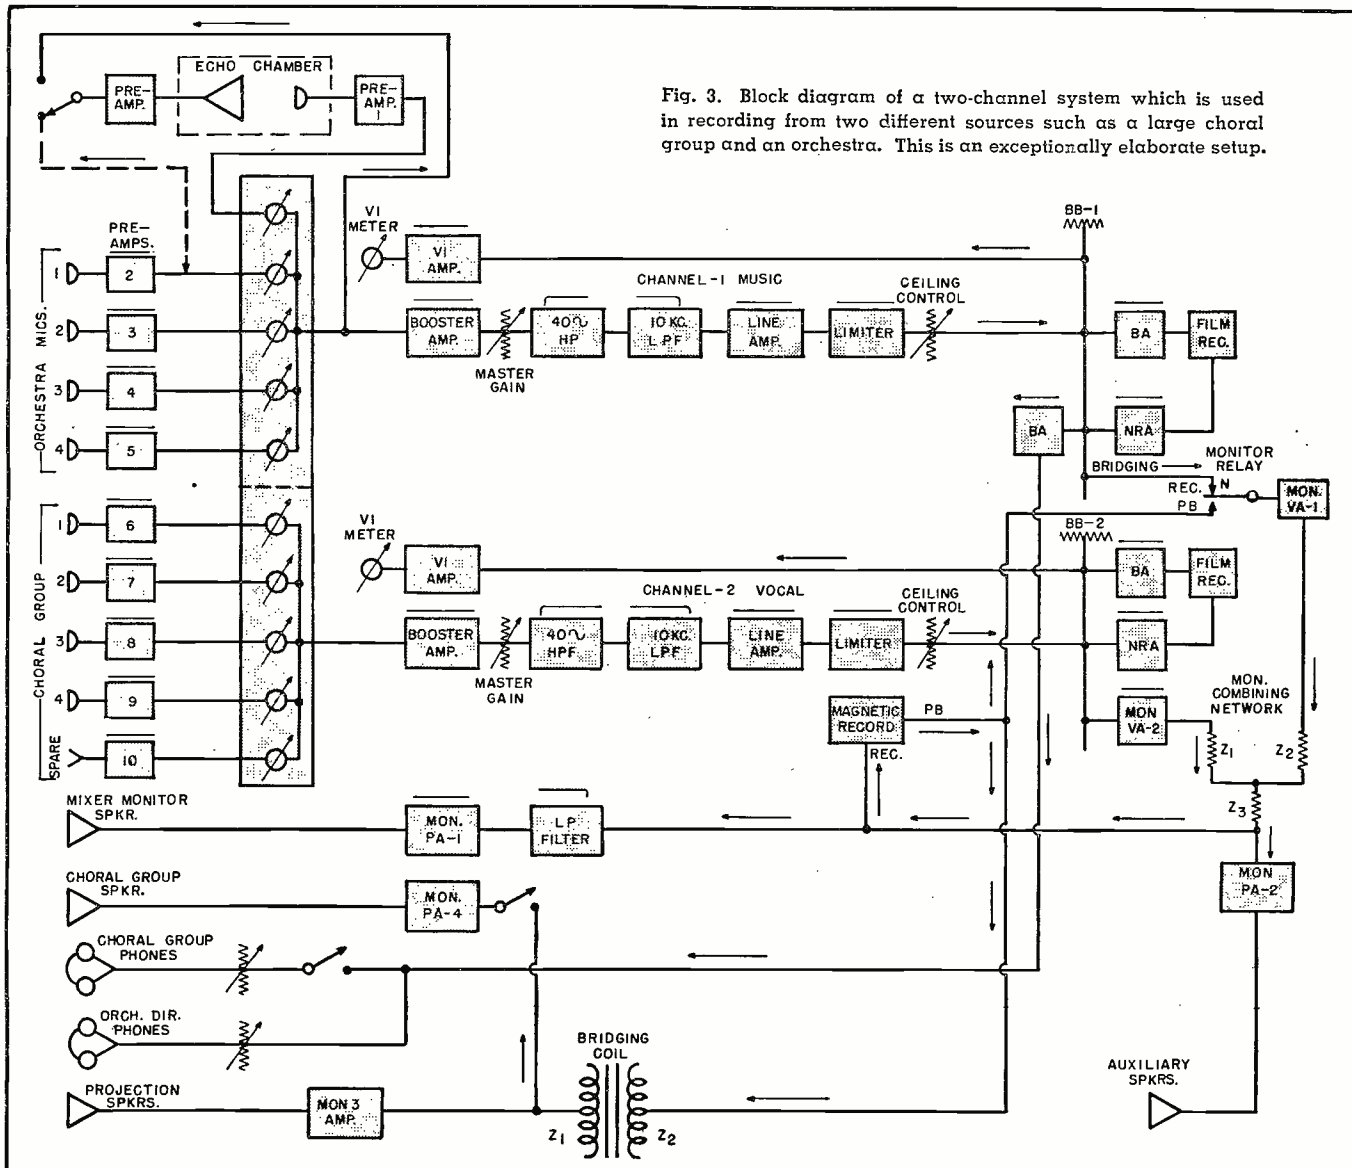 ECHO CHAMBER
PRE-
AMP.
PRE-
AMP.
1
Fig. 3. Block diagram of a two-channel system which is used
in recording from two different sources such as a large choral
group and an orchestra. This is an exceptionally elaborate setup.
PRE-
AMPS.
VI
METER
VI
AMP.
BB-1
ORCHESTRA MICS.
1
2
2
3
3
4
4
5
CHANNEL-1 MUSIC
BOOSTER
AMP.
MASTER
GAIN
40~
HP
10KC.
LPF
LINE
AMP.
LIMITER
CEILING
CONTROL
BA
FILM
REC.
BA
NRA
BRIDGING
MONITOR
RELAY
REC.
N
PB
MON.
VA-1
CHORAL GROUP
1
6
2
7
3
8
4
9
SPARE
10
VI
METER
VI
AMP.
BB-2
BA
FILM
REC.
CHANNEL-2 VOCAL
BOOSTER
AMP.
MASTER
GAIN
40~
HPF.
10KC.
LPF.
LINE
AMP.
LIMITER
CEILING
CONTROL
NRA
MON.
COMBINING
NETWORK
MAGNETIC
RECORD
PB
REC.
MON
VA-2
Z1
Z2
Z3
MIXER MONITOR
SPKR.
MON.
PA-1
LP
FILTER
MON
PA-2
CHORAL GROUP
SPKR.
MON.
PA-4
CHORAL GROUP
PHONES
ORCH. DIR.
PHONES
BRIDGING
COIL
Z1
Z2
PROJECTION
SPKRS.
MON 3
AMP.
AUXILIARY
SPKRS.